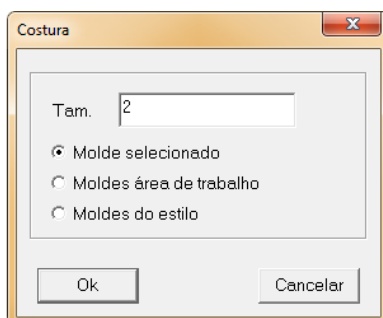 Costura
Tam. 2
Molde selecionado
Moldes área de trabalho
Moldes do estilo
Ok Cancelar